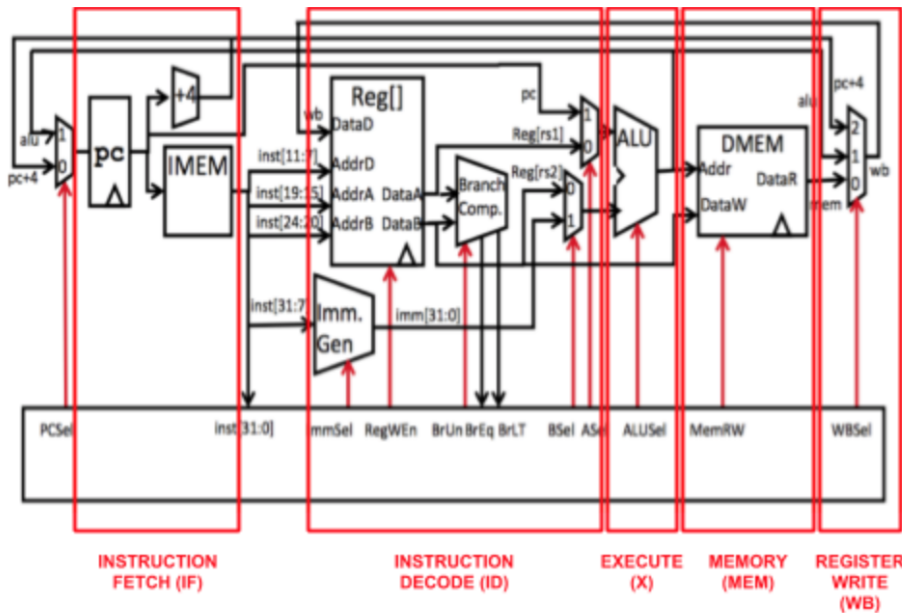 pc+4
alu
wb
pc
+4
Reg[]
DataD
AddrD
AddrA
AddrB
DataA
DataB
inst[11:7]
inst[19:15]
inst[24:20]
IMEM
alu
1
pc+4
0
pc
Branch
Comp.
Reg[rs1]
Reg[rs2]
1
0
0
1
ALU
DMEM
Addr
DataR
DataW
pc+4
alu
mem
2
1
0
wb
inst[31:7]
Imm.
Gen
imm[31:0]
PCSel
inst[31:0]
ImmSel
RegWEn
BrUn
BrEq
BrLT
BSel
ASel
ALUSel
MemRW
WBSel
INSTRUCTION
FETCH (IF)
INSTRUCTION
DECODE (ID)
EXECUTE
(X)
MEMORY
(MEM)
REGISTER
WRITE
(WB)